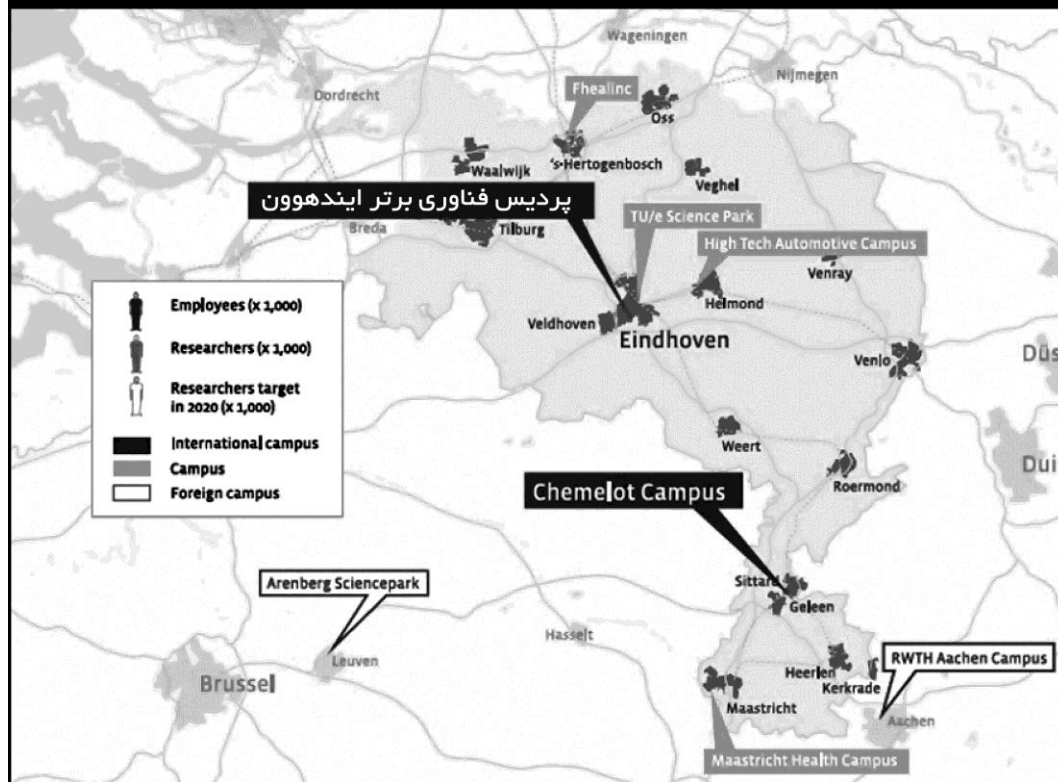 Wageningen
Nijmegen
Dordrecht
Fhealinc
Oss
Waalwijk
's-Hertogenbosch
Veghel
پردیس فناوری برتر ایندهوون
TU/e Science Park
Breda
Tilburg
High Tech Automotive Campus
Venray
Helmond
Veldhoven
Eindhoven
Venlo
Düs
Employees (x 1,000)
Researchers (x 1,000)
Researchers target
in 2020 (x 1,000)
International campus
Campus
Foreign campus
Weert
Roermond
Dui
Chemelot Campus
Sittard
Geleen
Arenberg Sciencepark
Hasselt
Leuven
Brussel
Heerlen
Kerkrade
RWTH Aachen Campus
Maastricht
Aachen
Maastricht Health Campus